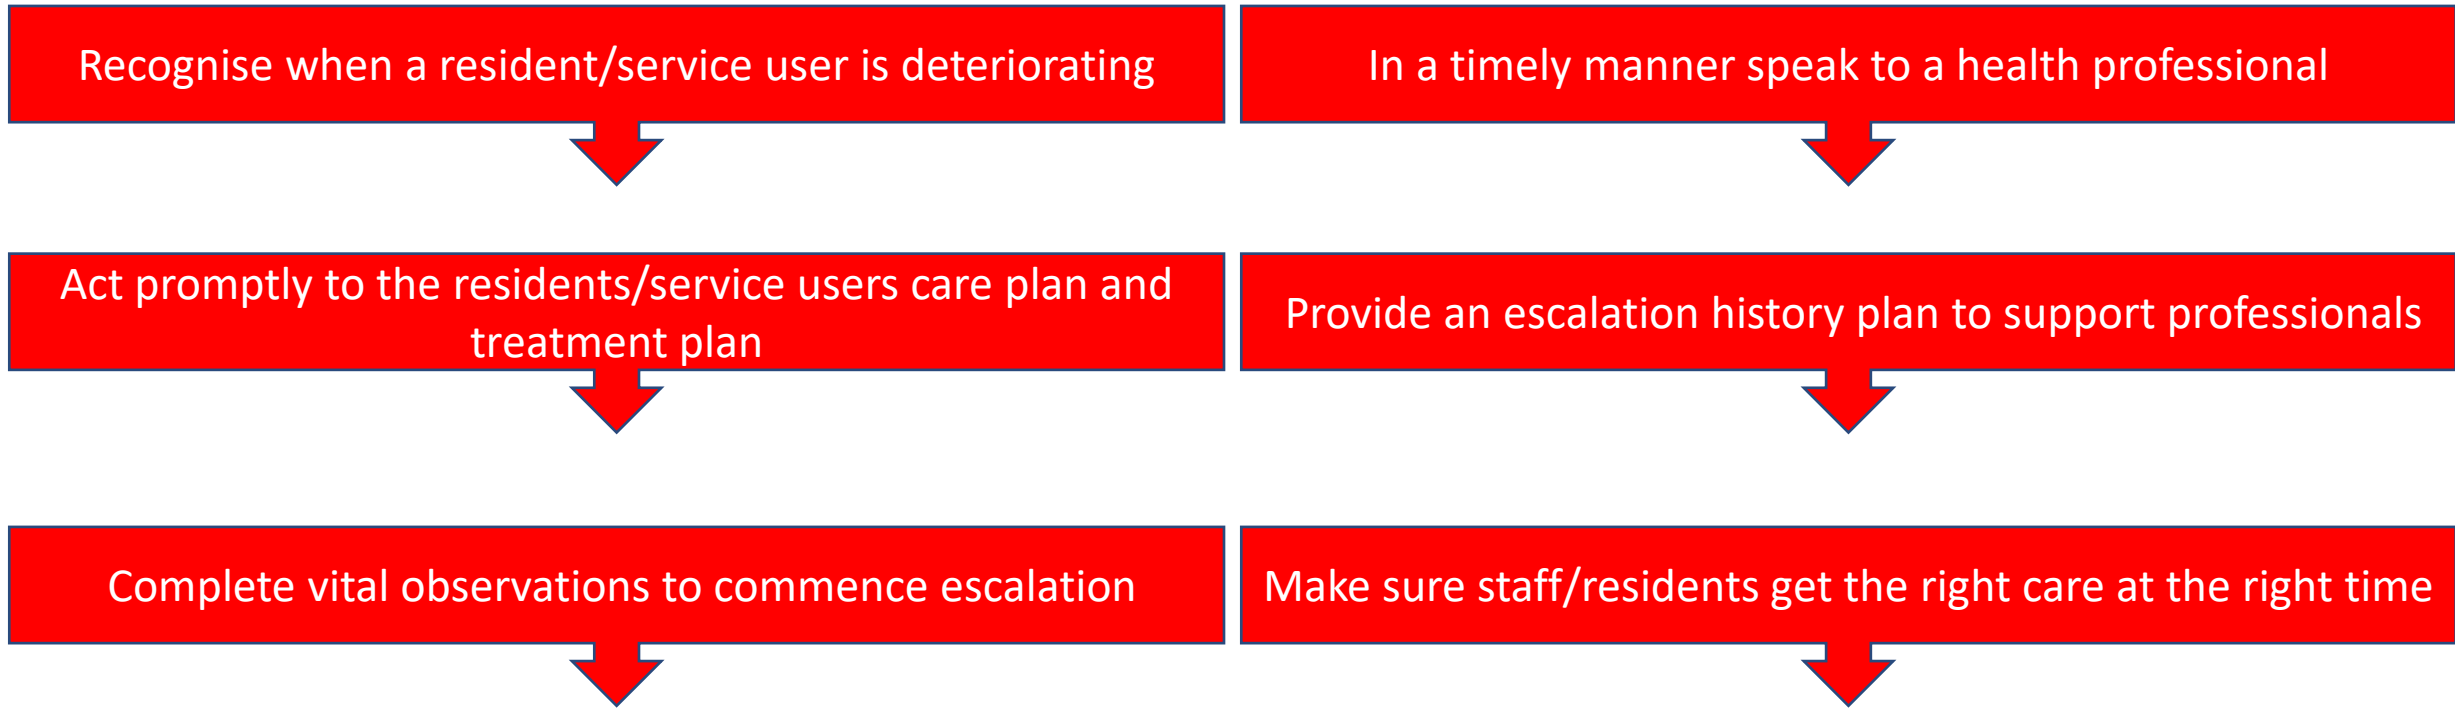 Recognise when a resident/service user is deteriorating
In a timely manner speak to a health professional
Act promptly to the residents/service users care plan and
treatment plan
Provide an escalation history plan to support professionals
Complete vital observations to commence escalation
Make sure staff/residents get the right care at the right time